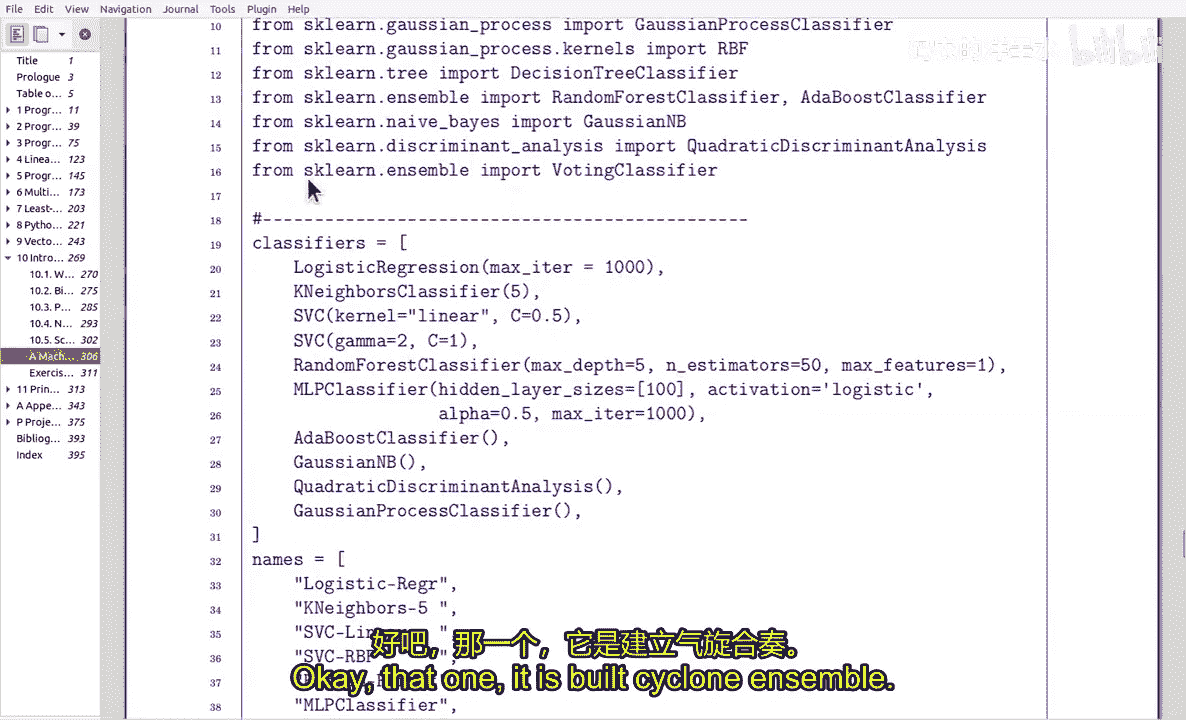 File Edit View Navigation Journal Tools Plugin Help
Title 1
Prologue 3
Table o... 5
1 Progr... 11
2 Progr... 39
3 Progr... 75
4 Linea... 123
5 Progr... 145
6 Multi... 173
7 Least-... 203
8 Pytho... 221
9 Vecto... 243
10 Intro... 269
10.1. W... 270
10.2. Bi... 275
10.3. P... 285
10.4. N... 293
10.5. Sc... 302
A Mach... 306
Exercis... 311
11 Prin... 313
A Appe... 343
P Proje... 375
Bibliog... 393
Index 395
10 from sklearn.gaussian_process import GaussianProcessClassifier
11 from sklearn.gaussian_process.kernels import RBF
12 from sklearn.tree import DecisionTreeClassifier
13 from sklearn.ensemble import RandomForestClassifier, AdaBoostClassifier
14 from sklearn.naive_bayes import GaussianNB
15 from sklearn.discriminant_analysis import QuadraticDiscriminantAnalysis
16 from sklearn.ensemble import VotingClassifier
17
18 #-----------------------------------------------
19 classifiers = [
20 LogisticRegression(max_iter = 1000),
21 KNeighborsClassifier(5),
22 SVC(kernel="linear", C=0.5),
23 SVC(gamma=2, C=1),
24 RandomForestClassifier(max_depth=5, n_estimators=50, max_features=1),
25 MLPClassifier(hidden_layer_sizes=[100], activation='logistic',
26 alpha=0.5, max_iter=1000),
27 AdaBoostClassifier(),
28 GaussianNB(),
29 QuadraticDiscriminantAnalysis(),
30 GaussianProcessClassifier(),
31 ]
32 names = [
33 "Logistic-Regr",
34 "KNeighbors-5 ",
35 "SVC-Li ",
36 "SVC-RBF ",
37
38 "MLPClassifier",
好吧，那一个，它是建立气旋合奏。
Okay, that one, it is built cyclone ensemble.